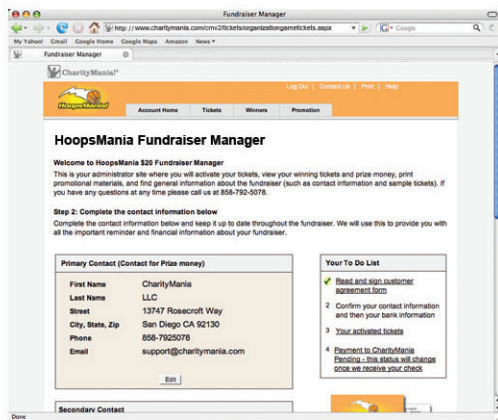 Fundraiser Manager
http://www.charitymania.com/cmv2/tickets/organizationgametickets.aspx
Google
My Yahoo! Gmail Google Home Google Maps Amazon News
Fundraiser Manager
CharityMania!
Log Out | Contact Us | Print | Help
HoopsMania!
Account Home Tickets Winners Promotion
HoopsMania Fundraiser Manager
Welcome to HoopsMania $20 Fundraiser Manager
This is your administrator site where you will activate your tickets, view
your winning tickets and prize money, print
promotional materials, and find general information about the fundraiser (such as contact information and sample tickets). If
you have any questions at any time please call us at 858-792-5078.
Step 2: Complete the contact information below
Complete the contact information below and keep it up to date throughout the fundraiser. We will use this to provide you with
all the important reminder and financial information about your fundraiser.
Primary Contact (Contact for Prize money)
First Name CharityMania
Last Name LLC
Street 13747 Rosecroft Way
City, State, Zip San Diego CA 92130
Phone 858-7925078
Email support@charitymania.com
Edit
Your To Do List
Read and sign customer
agreement form
2 Confirm your contact information
and then your bank information
3 Your activated tickets
4 Payment to CharityMania
Pending - this status will change
once we receive your check
Secondary Contact
Done